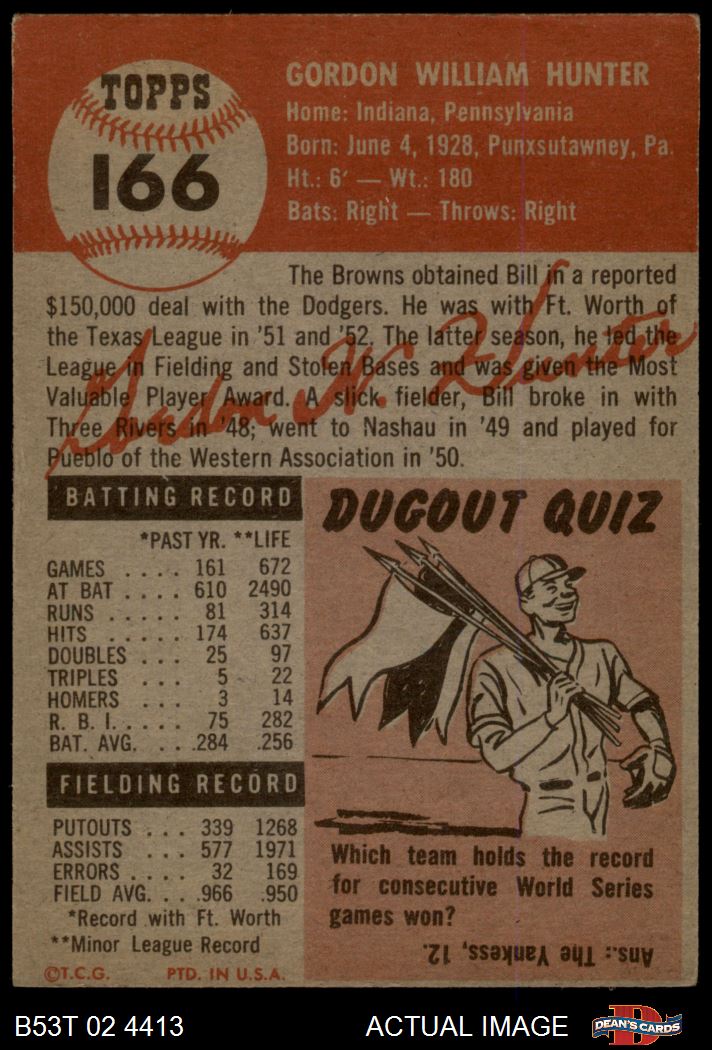 TOPPS
166
GORDON WILLIAM HUNTER
Home: Indiana, Pennsylvania
Born: June 4, 1928, Punxsutawney, Pa.
Ht.: 6' — Wt.: 180
Bats: Right — Throws: Right
The Browns obtained Bill in a reported
$150,000 deal with the Dodgers. He was with Ft. Worth of
the Texas League in '51 and '52. The latter season, he led the
League in Fielding and Stolen Bases and was given the Most
Valuable Player Award. A slick fielder, Bill broke in with
Three Rivers in '48; went to Nashau in '49 and played for
Pueblo of the Western Association in '50.
Gordon W. Hunter
BATTING RECORD
*PAST YR. **LIFE
GAMES . . . . 161 672
AT BAT . . . . 610 2490
RUNS . . . . . 81 314
HITS . . . . . 174 637
DOUBLES . . . 25 97
TRIPLES . . . 5 22
HOMERS . . . 3 14
R. B. I. . . . . 75 282
BAT. AVG. . . .284 .256
FIELDING RECORD
PUTOUTS . . . 339 1268
ASSISTS . . . 577 1971
ERRORS . . . . 32 169
FIELD AVG. . . .966 .950
*Record with Ft. Worth
**Minor League Record
©T.C.G. PTD. IN U.S.A.
DUGOUT QUIZ
Which team holds the record
for consecutive World Series
games won?
Ans.: The Yankess, 12.
B53T 02 4413 ACTUAL IMAGE
D
DEAN'S CARDS